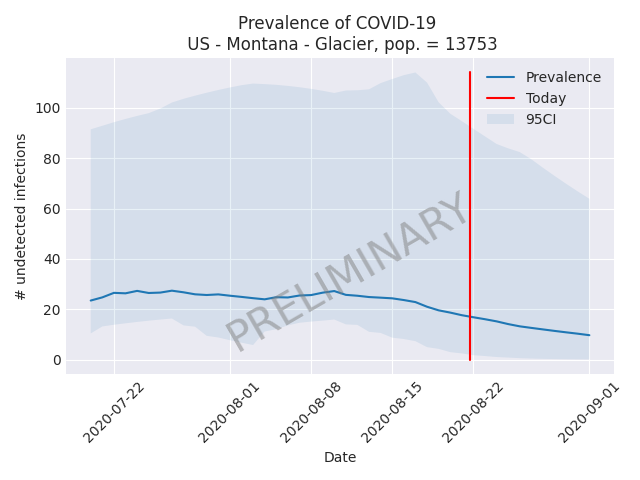 Prevalence of COVID-19
US - Montana - Glacier, pop. = 13753
Prevalence
Today
95CI
# undetected infections
100
80
60
40
20
0
PRELIMINARY
2020-07-22
2020-08-01
2020-08-08
2020-08-15
2020-08-22
2020-09-01
Date